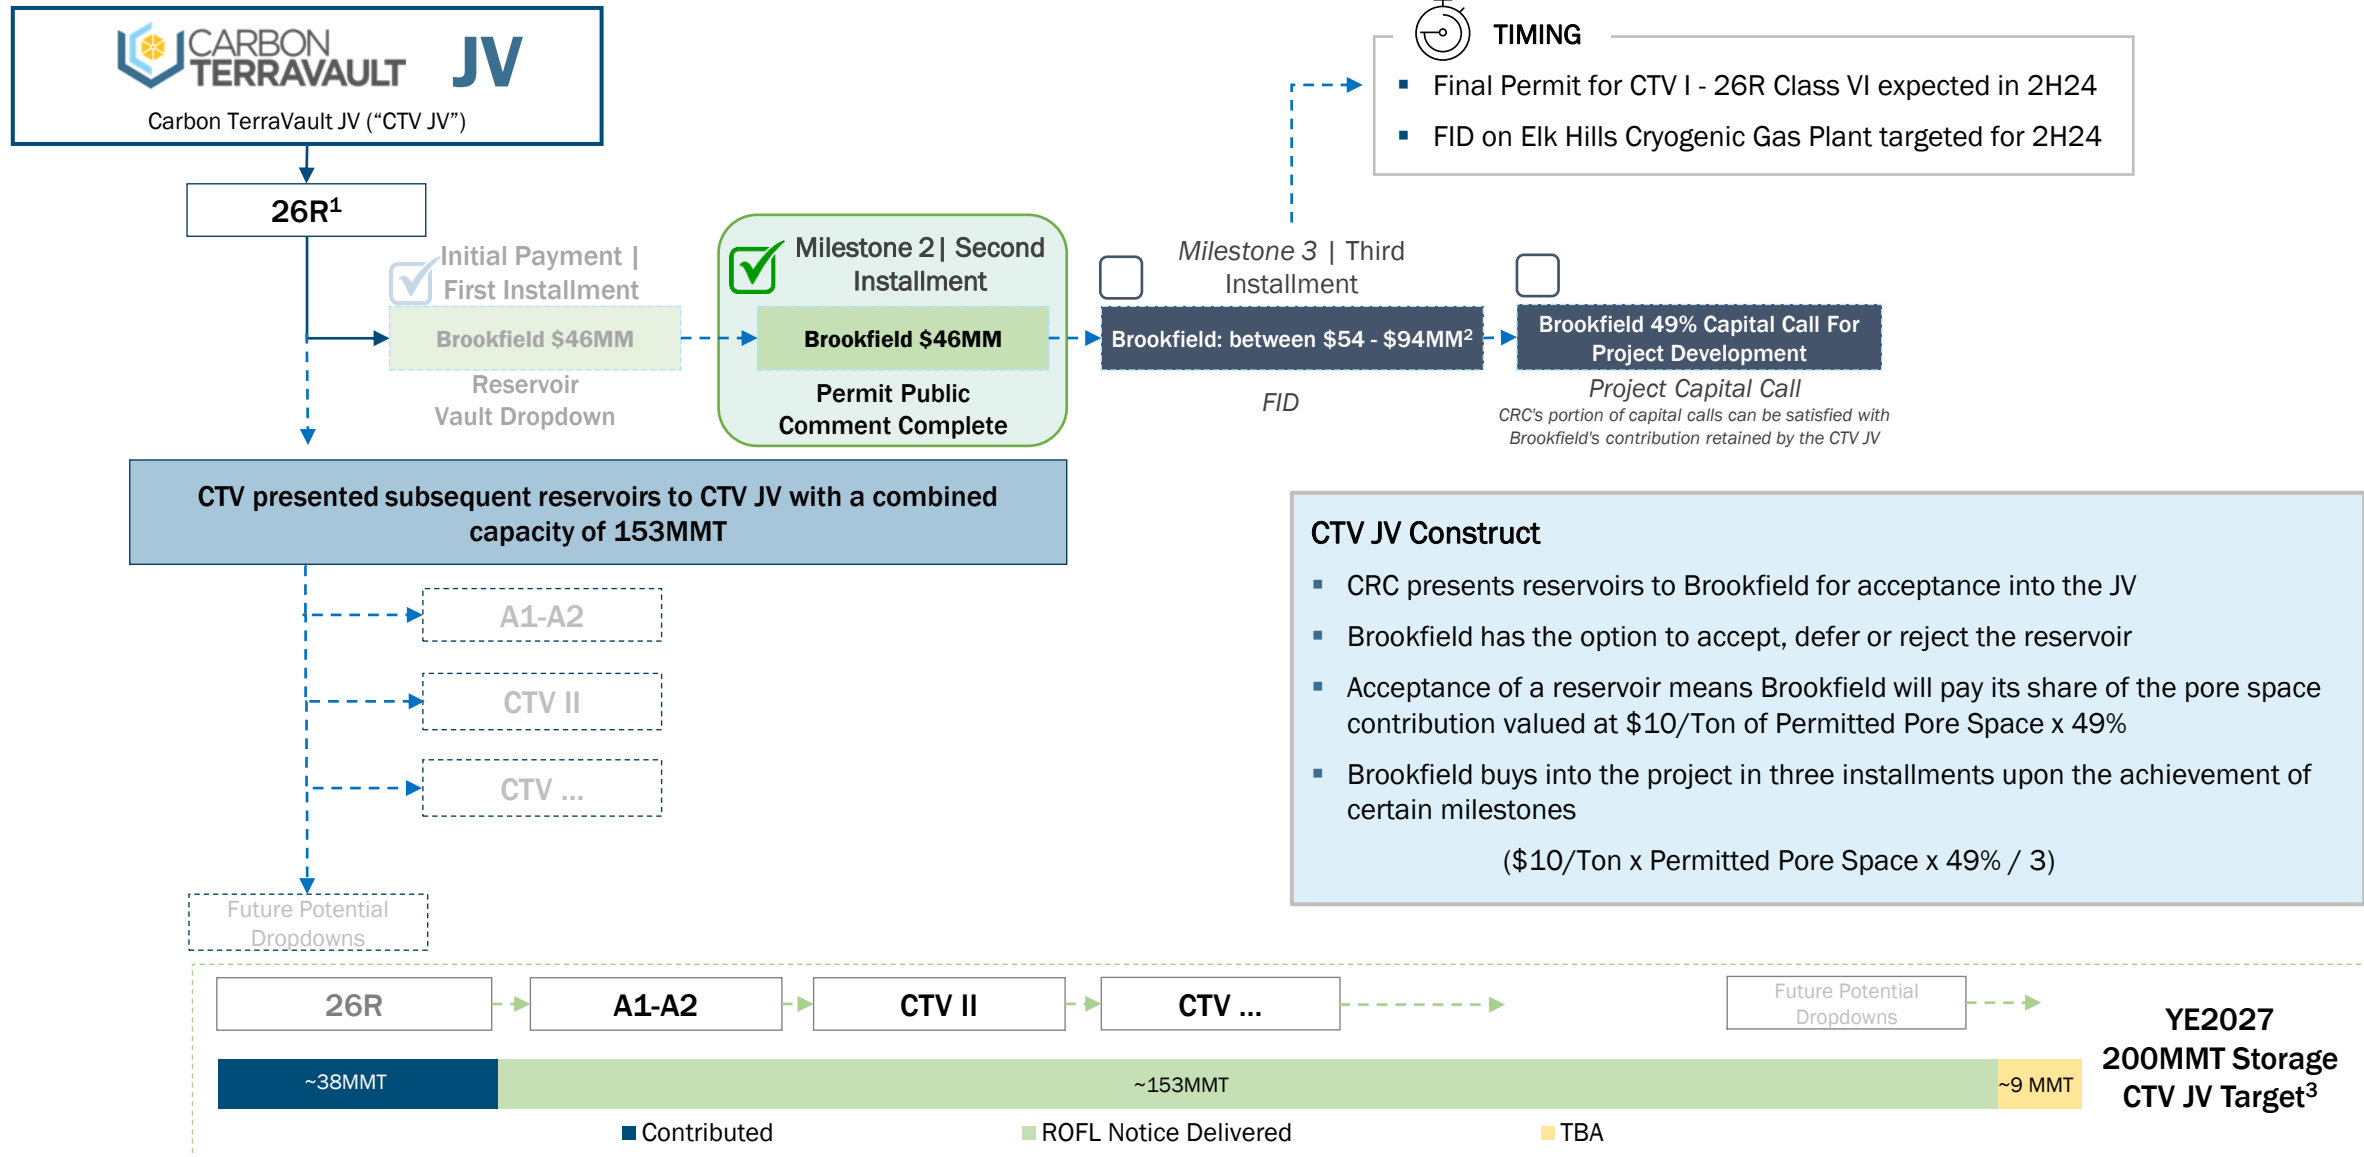 CARBON
TERRAVAULT
JV
Carbon TerraVault JV (“CTV JV”)
TIMING
▪ Final Permit for CTV I - 26R Class VI expected in 2H24
▪ FID on Elk Hills Cryogenic Gas Plant targeted for 2H24
26R¹
Initial Payment |
First Installment
Brookfield $46MM
Reservoir
Vault Dropdown
Milestone 2| Second
Installment
Brookfield $46MM
Permit Public
Comment Complete
Milestone 3 | Third
Installment
Brookfield: between $54 - $94MM²
FID
Brookfield 49% Capital Call For
Project Development
Project Capital Call
CRC's portion of capital calls can be satisfied with
Brookfield's contribution retained by the CTV JV
CTV presented subsequent reservoirs to CTV JV with a combined
capacity of 153MMT
A1-A2
CTV II
CTV ...
Future Potential
Dropdowns
CTV JV Construct
▪ CRC presents reservoirs to Brookfield for acceptance into the JV
▪ Brookfield has the option to accept, defer or reject the reservoir
▪ Acceptance of a reservoir means Brookfield will pay its share of the pore space
contribution valued at $10/Ton of Permitted Pore Space x 49%
▪ Brookfield buys into the project in three installments upon the achievement of
certain milestones
($10/Ton x Permitted Pore Space x 49% / 3)
26R
A1-A2
CTV II
CTV ...
Future Potential
Dropdowns
~38MMT
~153MMT
~9 MMT
YE2027
200MMT Storage
CTV JV Target³
Contributed
ROFL Notice Delivered
TBA